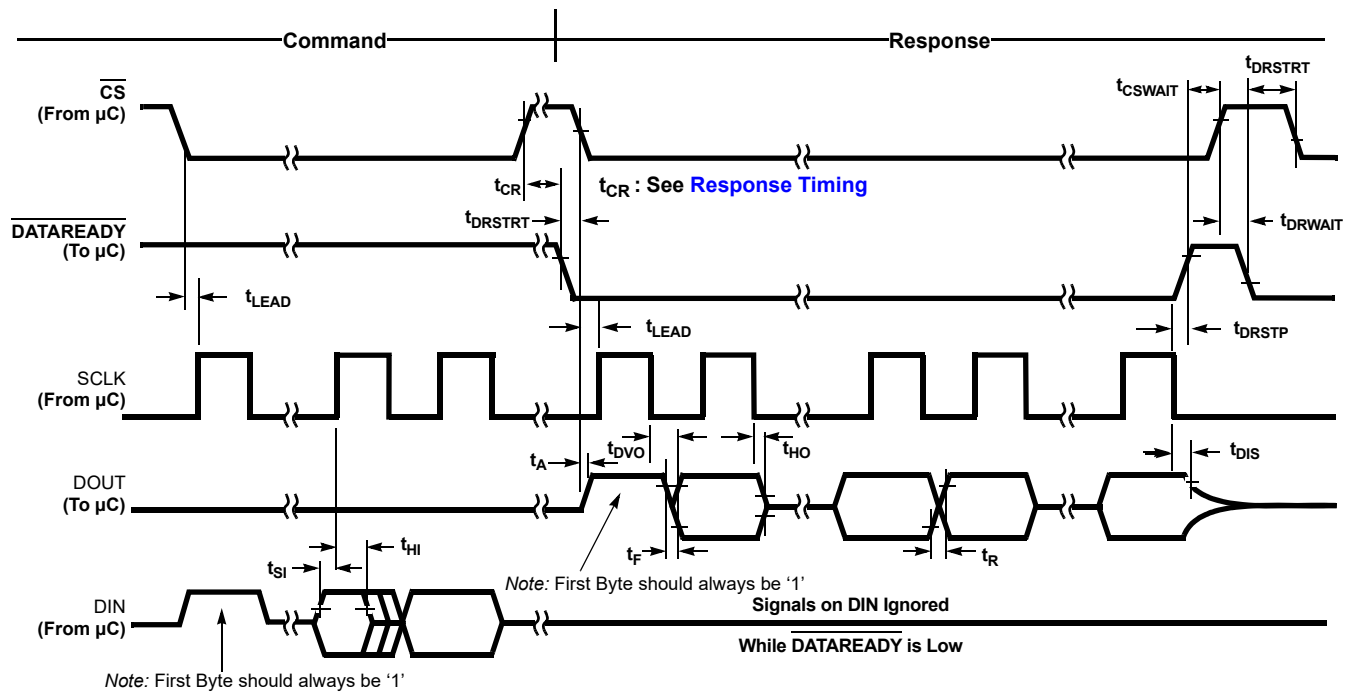 Command
Response
CS
(From µC)
tCSWAIT
tDRSTRT
tCR
tCR : See Response Timing
tDRSTRT
tDRWAIT
DATAREADY
(To µC)
tLEAD
tLEAD
tDRSTP
SCLK
(From µC)
tA
tDVO
tHO
tDIS
DOUT
(To µC)
tHI
tSI
tF
tR
Note: First Byte should always be ‘1’
DIN
(From µC)
Signals on DIN Ignored
While DATAREADY is Low
Note: First Byte should always be ‘1’